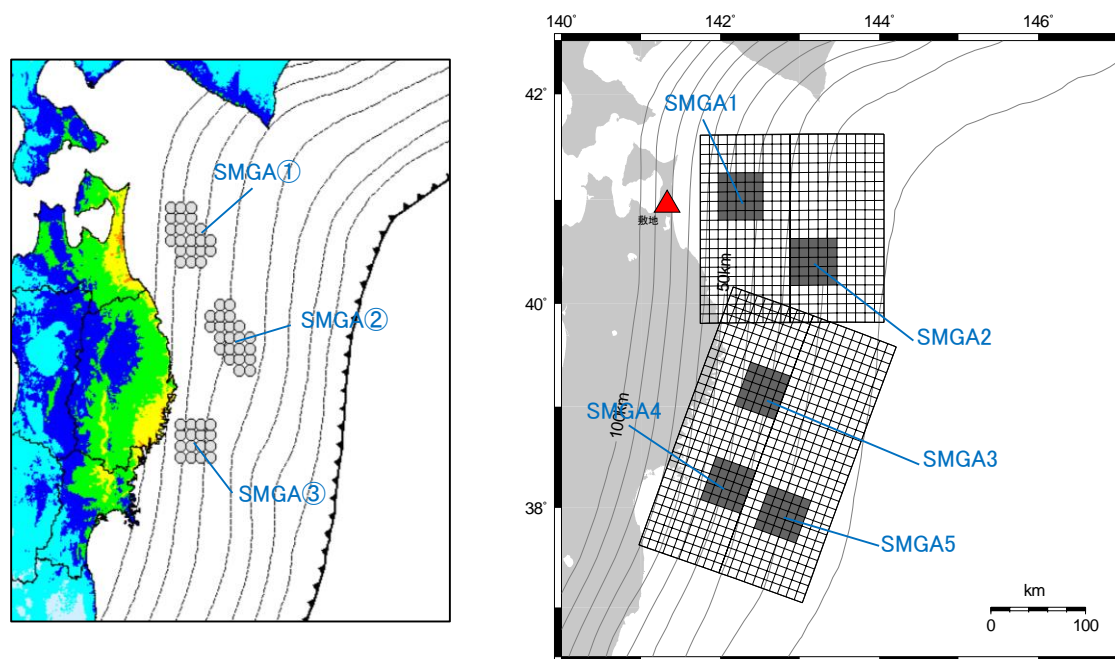 SMGA①
SMGA②
SMGA③
140°
142°
144°
146°
42°
40°
38°
SMGA1
敷地
50km
SMGA2
SMGA4
100km
SMGA3
SMGA5
km
0
100